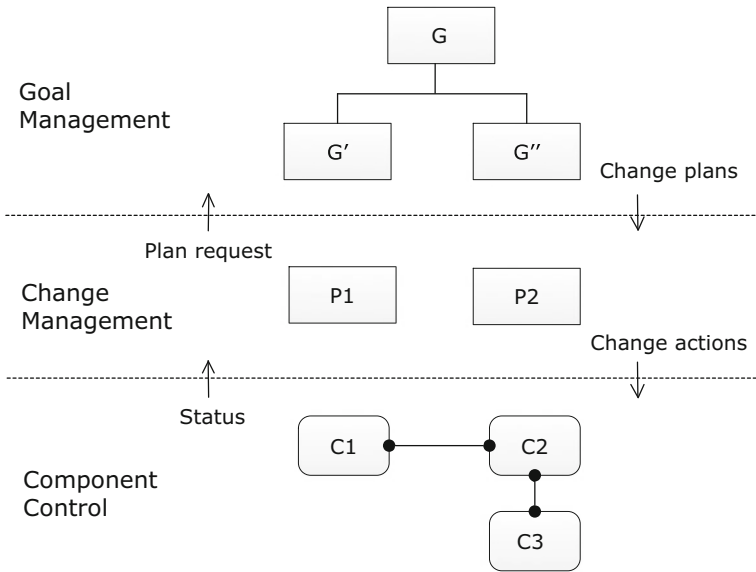 G
Goal
Management
G′
G′′
Change plans
Plan request
Change
Management
P1
P2
Change actions
Status
C1
C2
Component
Control
C3